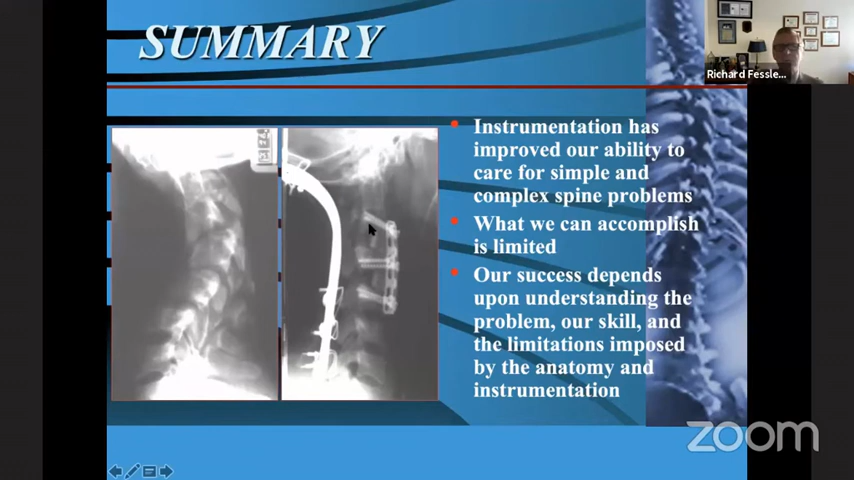 SUMMARY
Richard Fessle...
• Instrumentation has
improved our ability to
care for simple and
complex spine problems
• What we can accomplish
is limited
• Our success depends
upon understanding the
problem, our skill, and
the limitations imposed
by the anatomy and
instrumentation
zoom